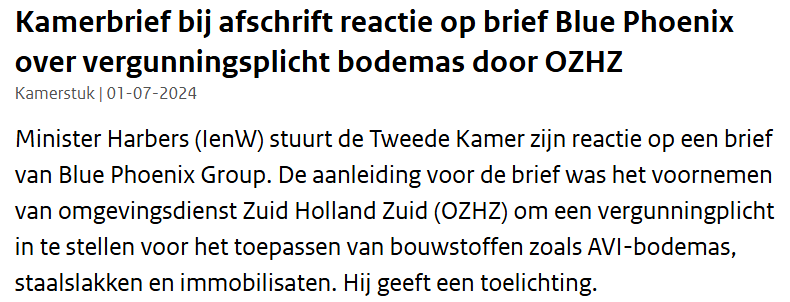 Kamerbrief bij afschrift reactie op brief Blue Phoenix
over vergunningsplicht bodemas door OZHZ
Kamerstuk | 01-07-2024
Minister Harbers (IenW) stuurt de Tweede Kamer zijn reactie op een brief
van Blue Phoenix Group. De aanleiding voor de brief was het voornemen
van omgevingsdienst Zuid Holland Zuid (OZHZ) om een vergunningplicht
in te stellen voor het toepassen van bouwstoffen zoals AVI-bodemas,
staalslakken en immobilisaten. Hij geeft een toelichting.